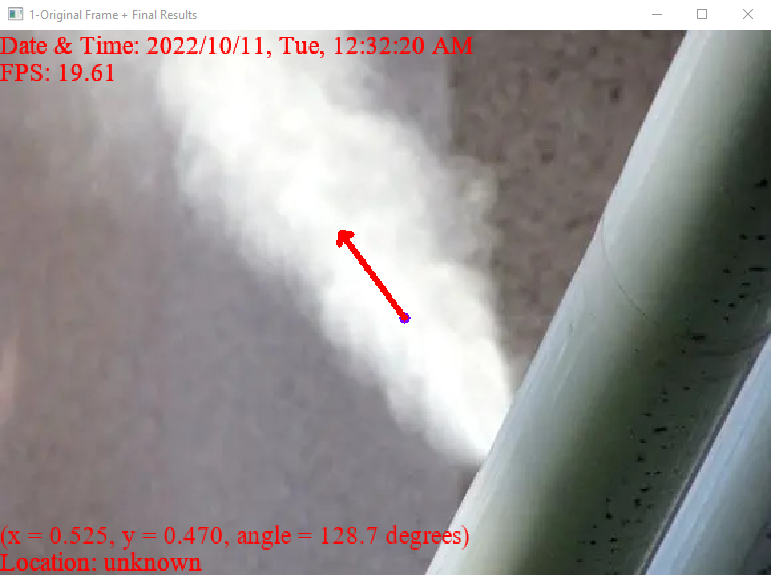 1-Original Frame + Final Results
Date & Time: 2022/10/11, Tue, 12:32:20 AM
FPS: 19.61
(x = 0.525, y = 0.470, angle = 128.7 degrees)
Location: unknown